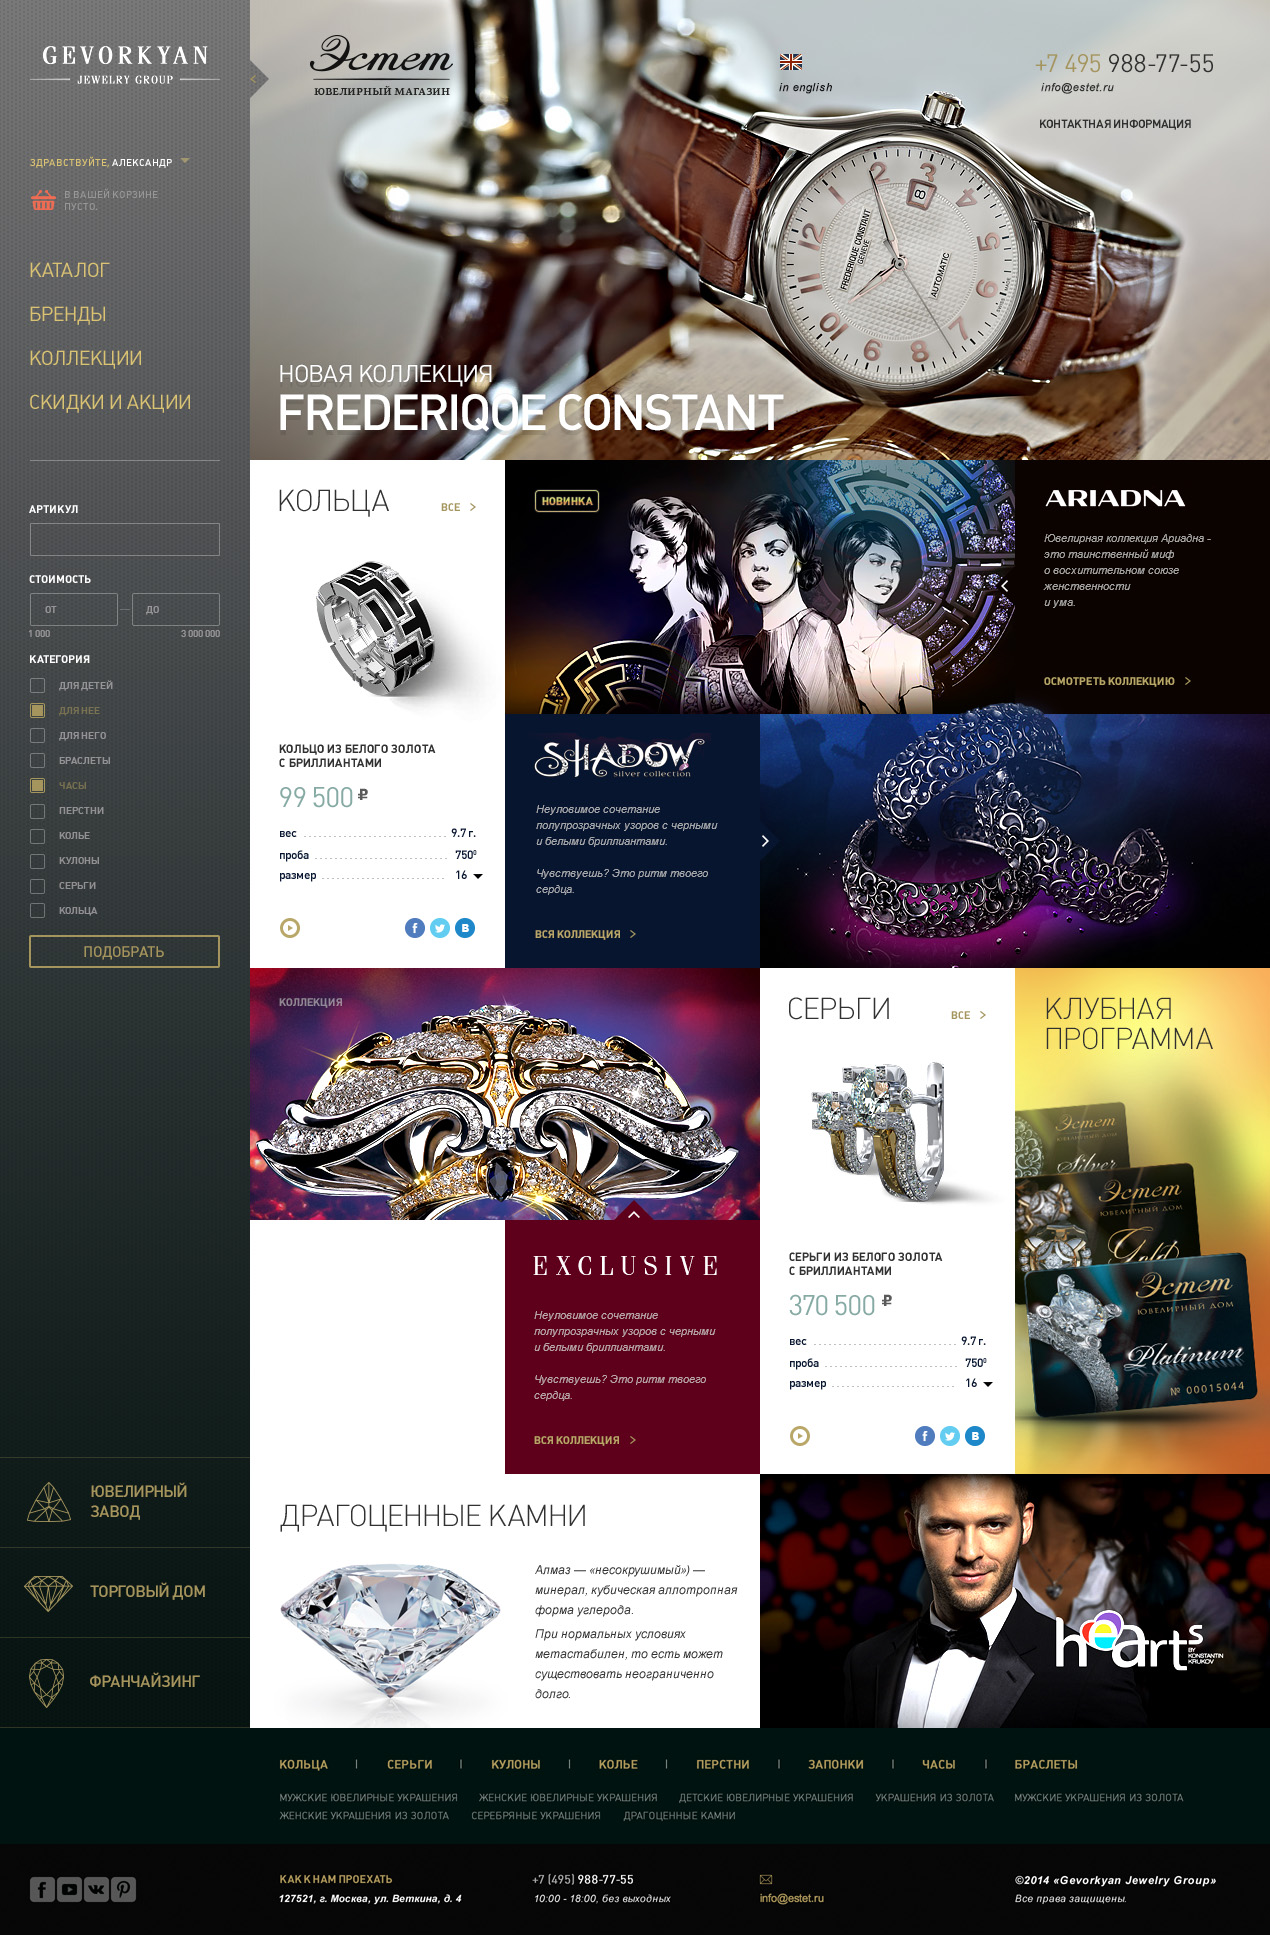 GEVORKYAN
JEWELRY GROUP
ЗДРАВСТВУЙТЕ, АЛЕКСАНДР
В ВАШЕЙ КОРЗИНЕ
ПУСТО.
КАТАЛОГ
БРЕНДЫ
КОЛЛЕКЦИИ
СКИДКИ И АКЦИИ
АРТИКУЛ
СТОИМОСТЬ
ОТ
ДО
1 000
3 000 000
КАТЕГОРИЯ
ДЛЯ ДЕТЕЙ
ДЛЯ НЕЕ
ДЛЯ НЕГО
БРАСЛЕТЫ
ЧАСЫ
ПЕРСТНИ
КОЛЬЕ
КУЛОНЫ
СЕРЬГИ
КОЛЬЦА
ПОДОБРАТЬ
ЮВЕЛИРНЫЙ
ЗАВОД
ТОРГОВЫЙ ДОМ
ФРАНЧАЙЗИНГ
Эстет
ЮВЕЛИРНЫЙ МАГАЗИН
in english
+7 495 988-77-55
info@estet.ru
КОНТАКТНАЯ ИНФОРМАЦИЯ
FREDERIQUE CONSTANT
GENEVE
AUTOMATIC
НОВАЯ КОЛЛЕКЦИЯ
FREDERIQOE CONSTANT
КОЛЬЦА
ВСЕ >
КОЛЬЦО ИЗ БЕЛОГО ЗОЛОТА
С БРИЛЛИАНТАМИ
99 500 ₽
вес 9.7 г.
проба 750⁰
размер 16
НОВИНКА
ARIADNA
Ювелирная коллекция Ариадна -
это таинственный миф
о восхитительном союзе
женственности
и ума.
ОСМОТРЕТЬ КОЛЛЕКЦИЮ >
SHADOW
silver collection
Неуловимое сочетание
полупрозрачных узоров с черными
и белыми бриллиантами.
Чувствуешь? Это ритм твоего
сердца.
ВСЯ КОЛЛЕКЦИЯ >
КОЛЛЕКЦИЯ
EXCLUSIVE
Неуловимое сочетание
полупрозрачных узоров с черными
и белыми бриллиантами.
Чувствуешь? Это ритм твоего
сердца.
ВСЯ КОЛЛЕКЦИЯ >
СЕРЬГИ
ВСЕ >
СЕРЬГИ ИЗ БЕЛОГО ЗОЛОТА
С БРИЛЛИАНТАМИ
370 500 ₽
вес 9.7 г.
проба 750⁰
размер 16
КЛУБНАЯ
ПРОГРАММА
Эстет
ЮВЕЛИРНЫЙ ДОМ
Silver
Эстет
ЮВЕЛИРНЫЙ ДОМ
Gold
Эстет
ЮВЕЛИРНЫЙ ДОМ
Platinum
№ 00015044
ДРАГОЦЕННЫЕ КАМНИ
Алмаз — «несокрушимый») —
минерал, кубическая аллотропная
форма углерода.
При нормальных условиях
метастабилен, то есть может
существовать неограниченно
долго.
hearts
BY
KONSTANTIN
KRUKOV
КОЛЬЦА | СЕРЬГИ | КУЛОНЫ | КОЛЬЕ | ПЕРСТНИ | ЗАПОНКИ | ЧАСЫ | БРАСЛЕТЫ
МУЖСКИЕ ЮВЕЛИРНЫЕ УКРАШЕНИЯ ЖЕНСКИЕ ЮВЕЛИРНЫЕ УКРАШЕНИЯ ДЕТСКИЕ ЮВЕЛИРНЫЕ УКРАШЕНИЯ УКРАШЕНИЯ ИЗ ЗОЛОТА МУЖСКИЕ УКРАШЕНИЯ ИЗ ЗОЛОТА
ЖЕНСКИЕ УКРАШЕНИЯ ИЗ ЗОЛОТА СЕРЕБРЯНЫЕ УКРАШЕНИЯ ДРАГОЦЕННЫЕ КАМНИ
КАК К НАМ ПРОЕХАТЬ
127521, г. Москва, ул. Веткина, д. 4
+7 (495) 988-77-55
10:00 - 18:00, без выходных
info@estet.ru
©2014 «Gevorkyan Jewelry Group»
Все права защищены.